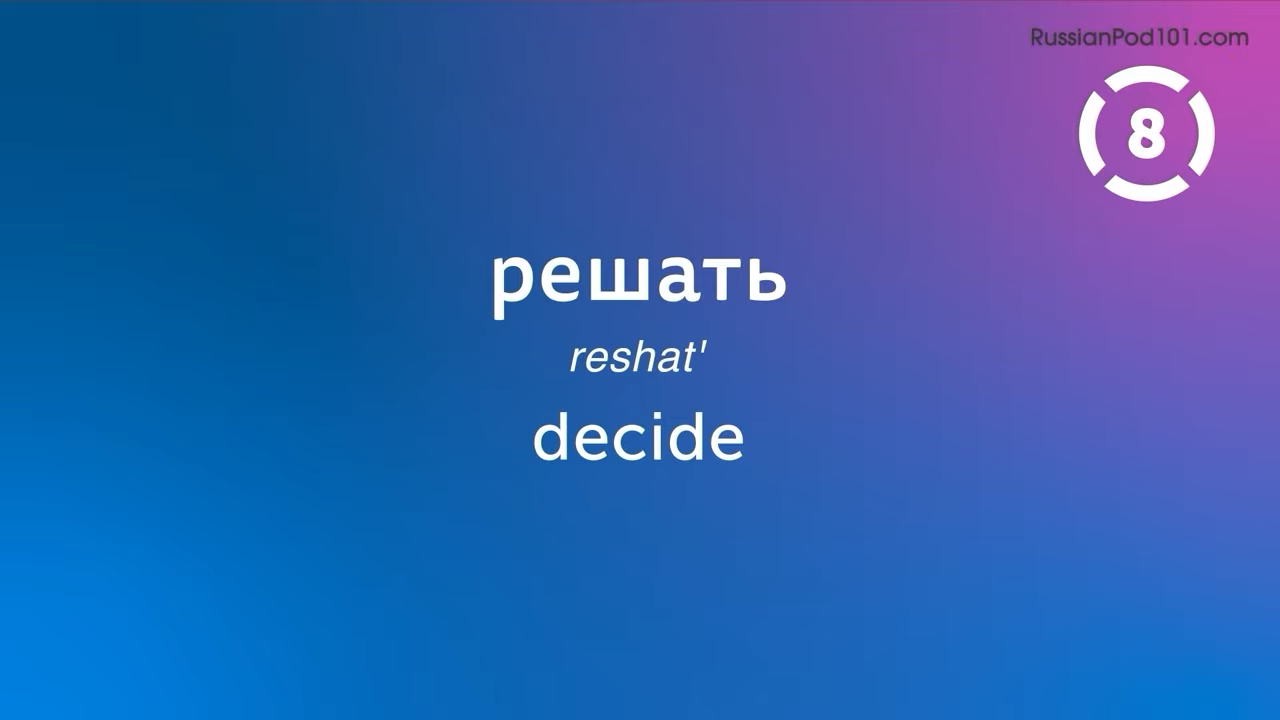 RussianPod101.com
8
решать
reshat'
decide